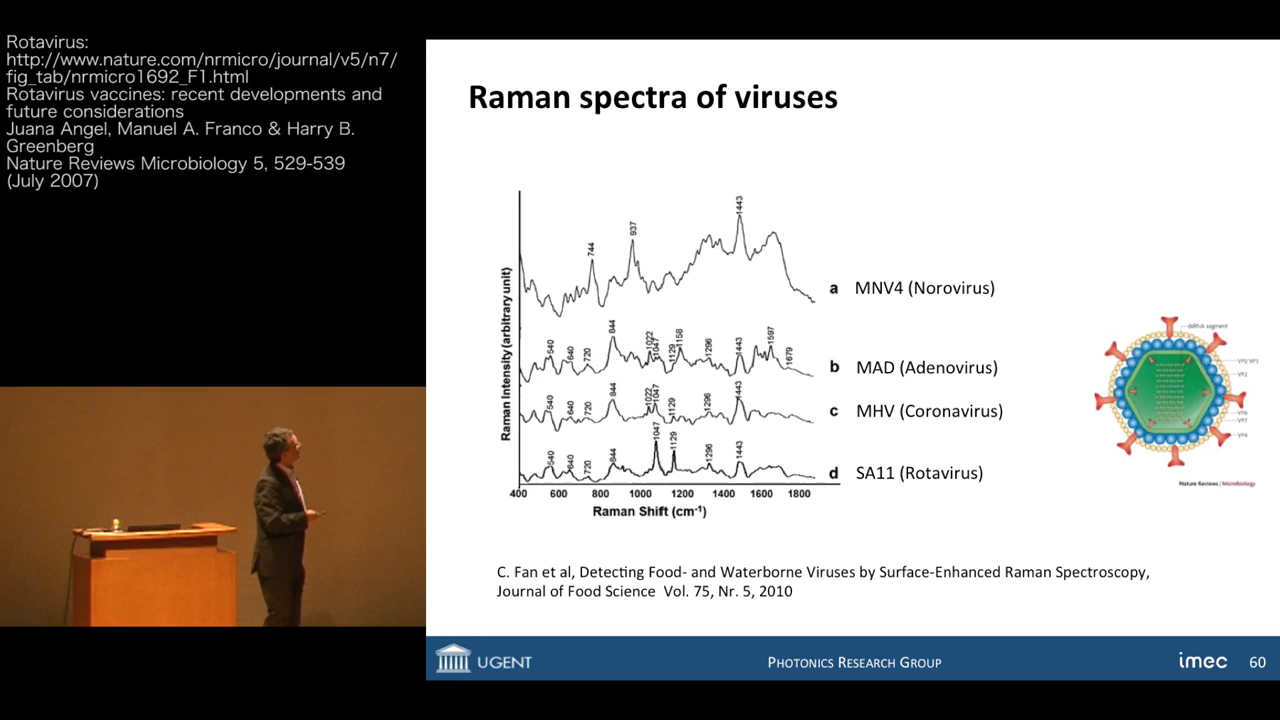 Rotavirus:
http://www.nature.com/nrmicro/journal/v5/n7/
fig_tab/nrmicro1692_F1.html
Rotavirus vaccines: recent developments and
future considerations
Juana Angel, Manuel A. Franco & Harry B.
Greenberg
Nature Reviews Microbiology 5, 529-539
(July 2007)
Raman spectra of viruses
Raman Intensity (arbitrary unit)
744
937
1443
a MNV4 (Norovirus)
540
640
720
844
1022
1047
1129
1158
1296
1443
1597
1679
b MAD (Adenovirus)
540
640
720
844
1022
1047
1129
1296
1443
c MHV (Coronavirus)
540
640
720
844
1047
1129
1296
1443
d SA11 (Rotavirus)
400 600 800 1000 1200 1400 1600 1800
Raman Shift (cm-1)
dsRNA segment
VP2
VP6
VP7
VP4
Nature Reviews | Microbiology
C. Fan et al, Detecting Food- and Waterborne Viruses by Surface-Enhanced Raman Spectroscopy,
Journal of Food Science Vol. 75, Nr. 5, 2010
UGENT
Photonics Research Group
imec
60